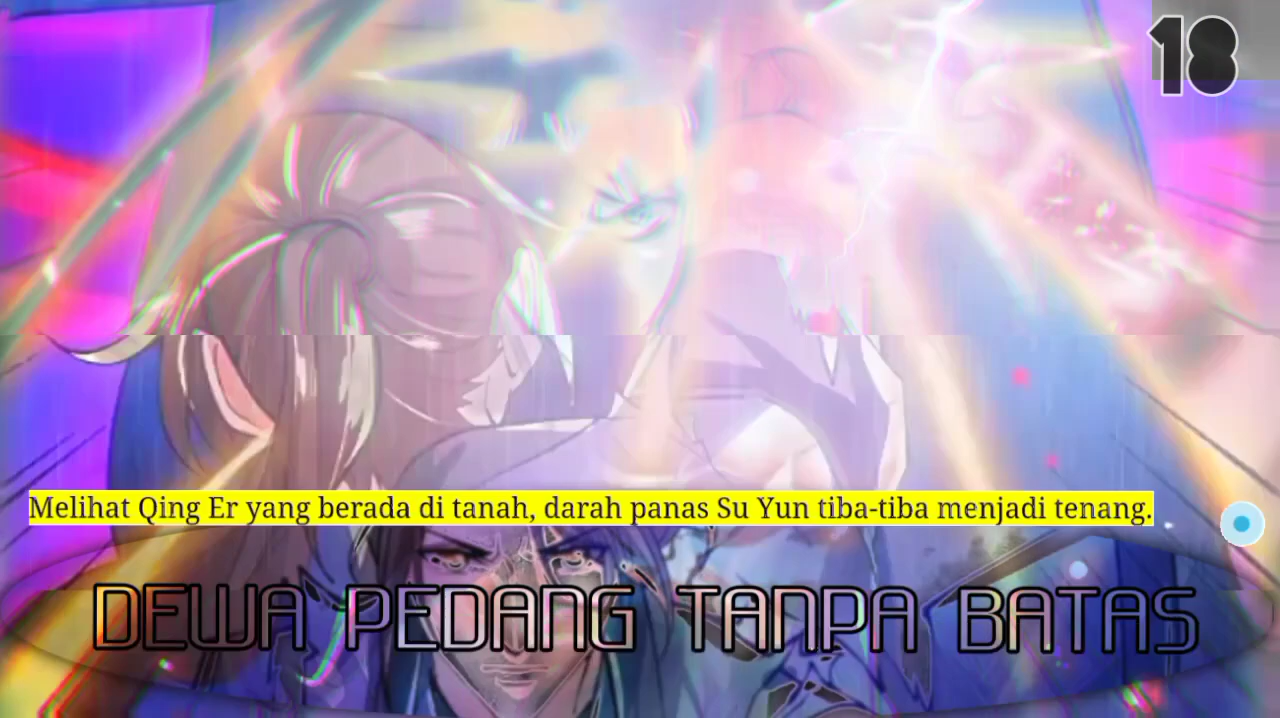 18
Melihat Qing Er yang berada di tanah, darah panas Su Yun tiba-tiba menjadi tenang.
DEWA PEDANG TANPA BATAS